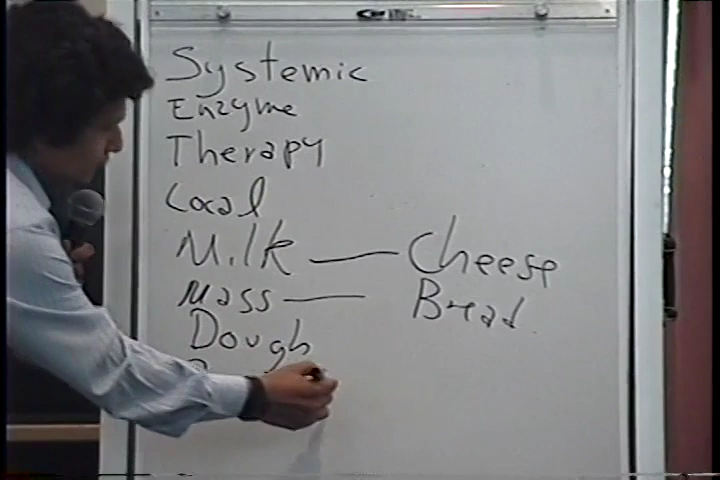 Systemic
Enzyme
Therapy
Local
Milk — Cheese
Mass — Bread
Dough